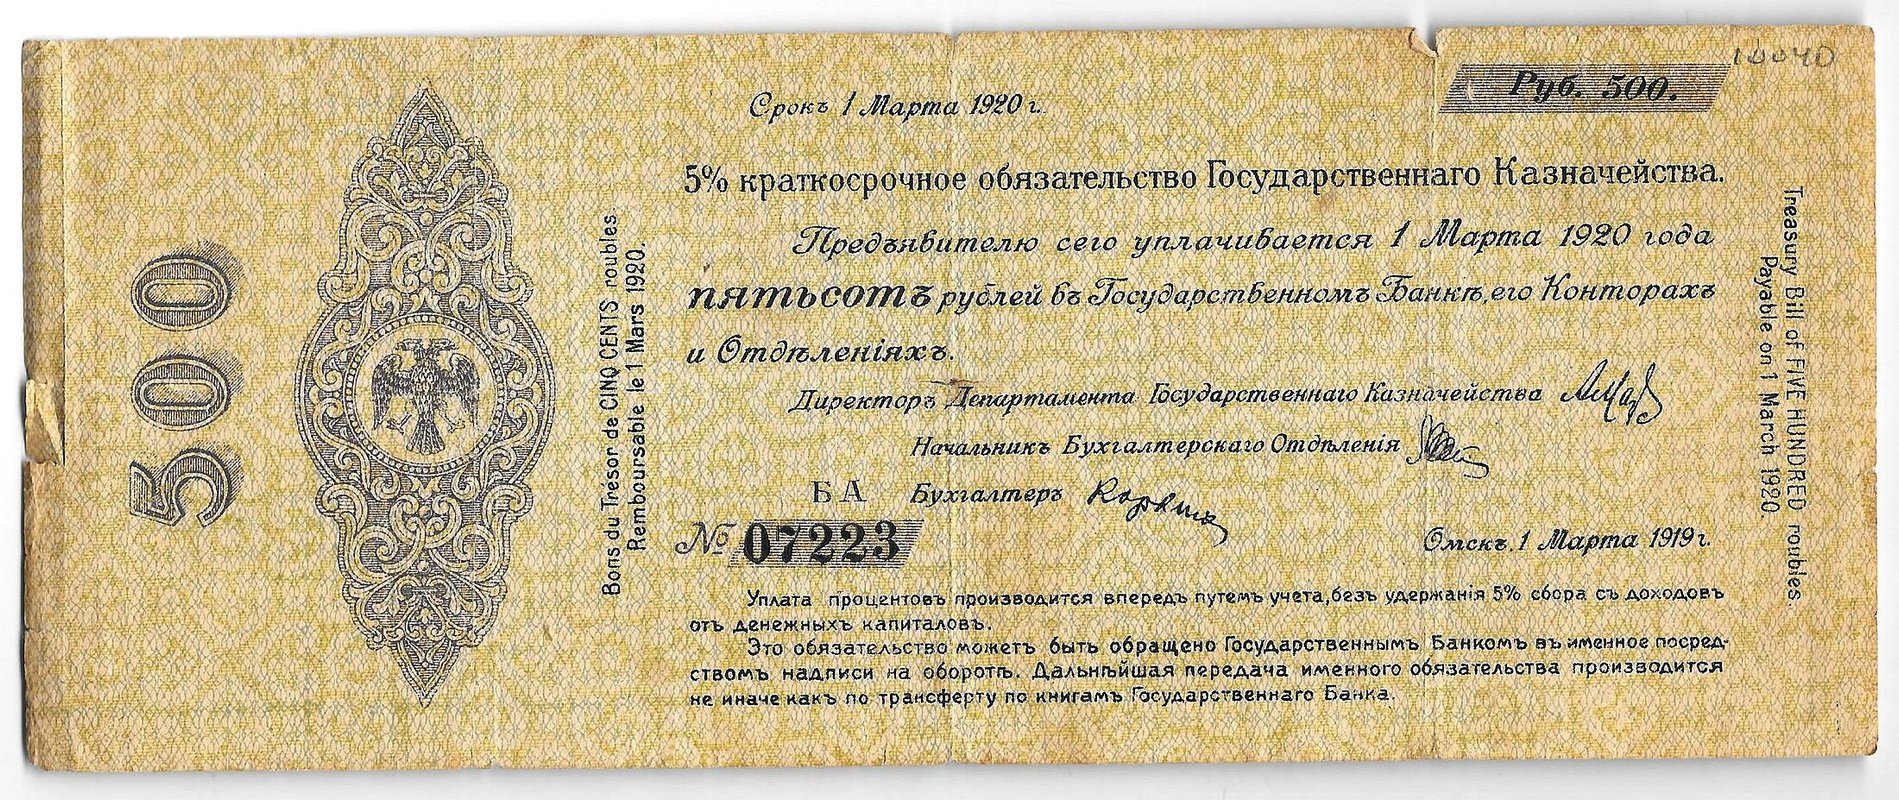 10040
Руб. 500.
Срокъ 1 Марта 1920 г.
5% краткосрочное обязательство Государственнаго Казначейства.
Предъявителю сего уплачивается 1 Марта 1920 года
пятьсотъ рублей въ Государственномъ Банкѣ, его Конторахъ
и Отдѣленіяхъ.
Директоръ Департамента Государственнаго Казначейства
Начальникъ Бухгалтерскаго Отдѣленія
БА Бухгалтеръ
№ 07223
Омскъ. 1 Марта 1919 г.
Уплата процентовъ производится впередъ путемъ учета, безъ удержанія 5% сбора съ доходовъ
отъ денежныхъ капиталовъ.
Это обязательство можетъ быть обращено Государственнымъ Банкомъ въ именное посред-
ствомъ надписи на оборотѣ. Дальнѣйшая передача именного обязательства производится
не иначе какъ по трансферту по книгамъ Государственнаго Банка.
500
Bons du Trésor de CINQ CENTS roubles
Remboursable le 1 Mars 1920.
Treasury Bill of FIVE HUNDRED roubles.
Payable on 1 March 1920.